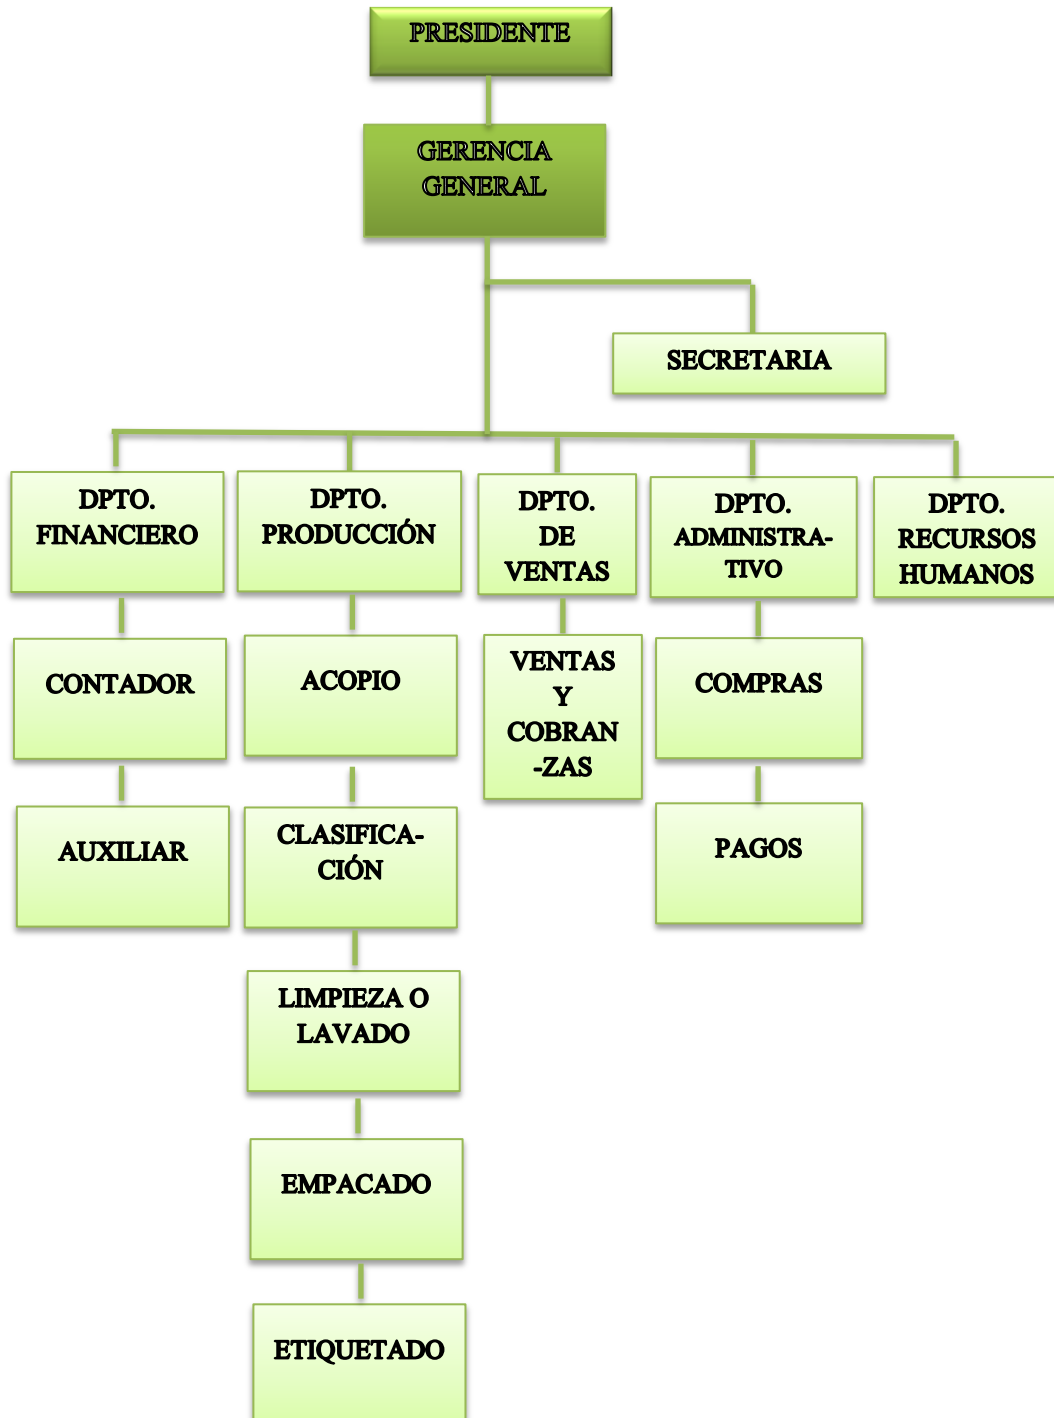 PRESIDENTE
GERENCIA
GENERAL
SECRETARIA
DPTO.
FINANCIERO
DPTO.
PRODUCCIÓN
DPTO.
DE
VENTAS
DPTO.
ADMINISTRA-
TIVO
DPTO.
RECURSOS
HUMANOS
CONTADOR
ACOPIO
VENTAS
Y
COBRAN
-ZAS
COMPRAS
AUXILIAR
CLASIFICA-
CIÓN
PAGOS
LIMPIEZA O
LAVADO
EMPACADO
ETIQUETADO